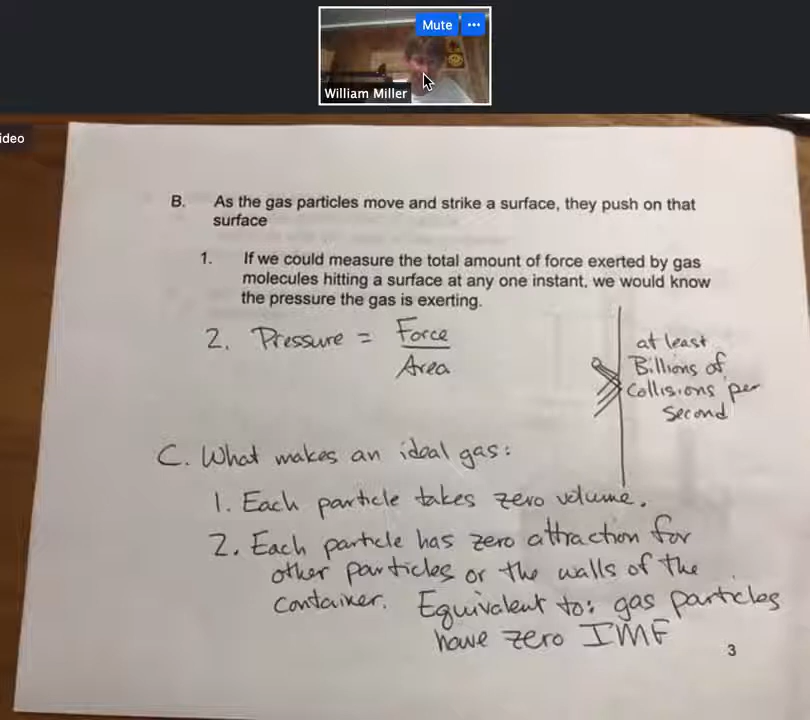 Mute
...
William Miller
ideo
B. As the gas particles move and strike a surface, they push on that
surface
1. If we could measure the total amount of force exerted by gas
molecules hitting a surface at any one instant, we would know
the pressure the gas is exerting.
2. Pressure = Force
Area
at least
Billions of
Collisions per
Second
C. What makes an ideal gas:
1. Each particle takes zero volume.
2. Each particle has zero attraction for
other particles or the walls of the
container. Equivalent to: gas particles
have zero IMF
3